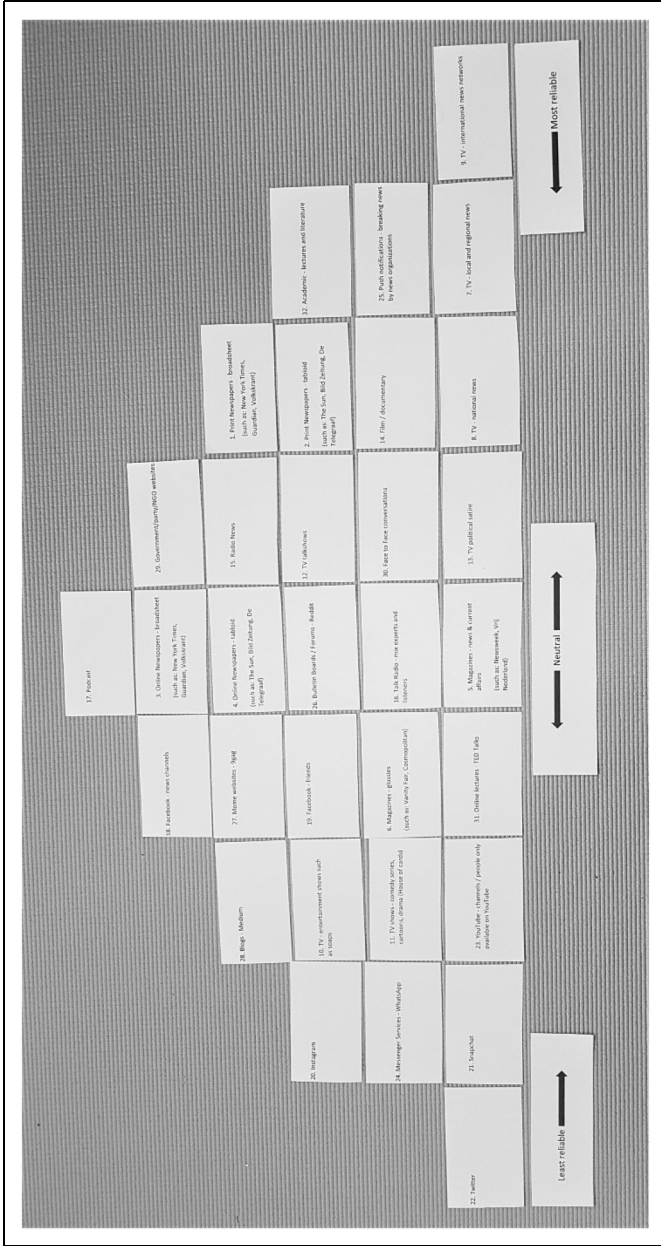 17. Podcast
18. Facebook - news channels
3. Online Newspapers - broadsheet
(such as: New York Times,
Guardian, Volkskrant)
29. Government/party/NGO websites
28. Blogs - Medium
27. Meme websites - 9gag
4. Online Newspapers - tabloid
(such as: The Sun, Bild Zeitung, De
Telegraaf)
15. Radio News
1. Print Newspapers - broadsheet
(such as: New York Times,
Guardian, Volkskrant)
20. Instagram
10. TV - entertainment shows such
as soaps
19. Facebook - friends
26. Bulletin Boards / Forums - Reddit
12. TV talkshows
2. Print Newspapers - tabloid
(such as: The Sun, Bild Zeitung, De
Telegraaf)
32. Academic - lectures and literature
24. Messenger Services - WhatsApp
11. TV shows - comedy series,
cartoons, drama (House of cards)
6. Magazines - glossies
(such as: Vanity Fair, Cosmopolitan)
16. Talk Radio - mix experts and
listeners
30. Face to Face conversations
14. Film / documentary
25. Push notifications - breaking news
by news organizations
22. Twitter
21. Snapchat
23. YouTube - channels / people only
available on YouTube
31. Online lectures - TED Talks
5. Magazines - news & current
affairs
(such as: Newsweek, Vrij
Nederland)
13. TV political satire
8. TV - national news
7. TV - local and regional news
9. TV - international news networks
Least reliable
Neutral
Most reliable